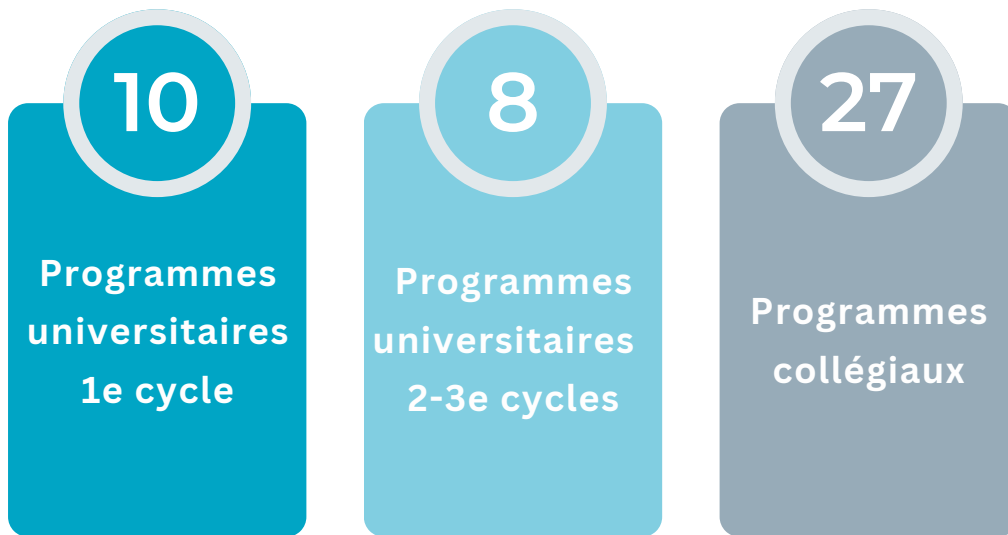 10
Programmes
universitaires
1e cycle
8
Programmes
universitaires
2-3e cycles
27
Programmes
collégiaux